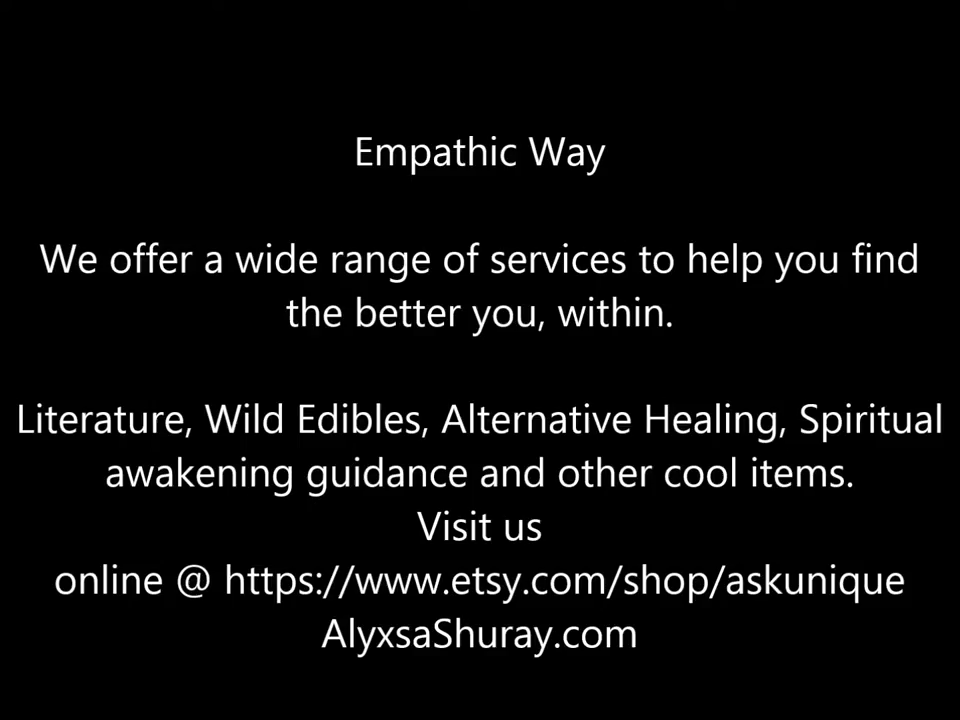 Empathic Way
We offer a wide range of services to help you find
the better you, within.
Literature, Wild Edibles, Alternative Healing, Spiritual
awakening guidance and other cool items.
Visit us
online @ https://www.etsy.com/shop/askunique
AlyxsaShuray.com